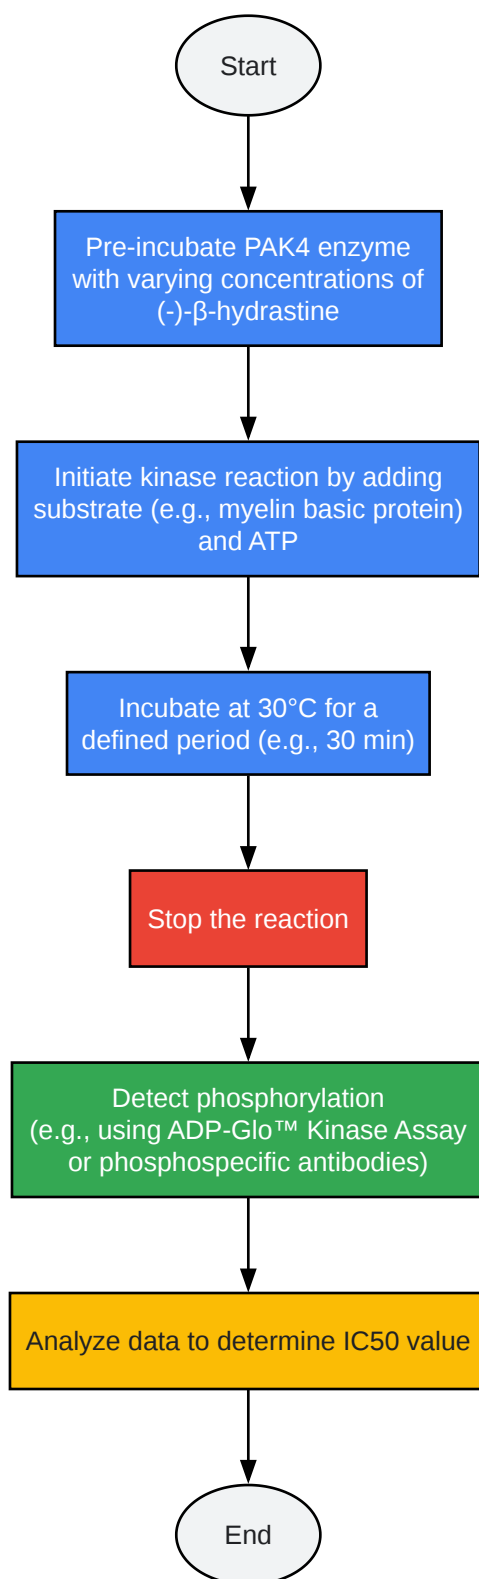 Start
Pre-incubate PAK4 enzyme
with varying concentrations of
(-)-β-hydrastine
Initiate kinase reaction by adding
substrate (e.g., myelin basic protein)
and ATP
Incubate at 30°C for a
defined period (e.g., 30 min)
Stop the reaction
Detect phosphorylation
(e.g., using ADP-Glo™ Kinase Assay
or phosphospecific antibodies)
Analyze data to determine IC50 value
End